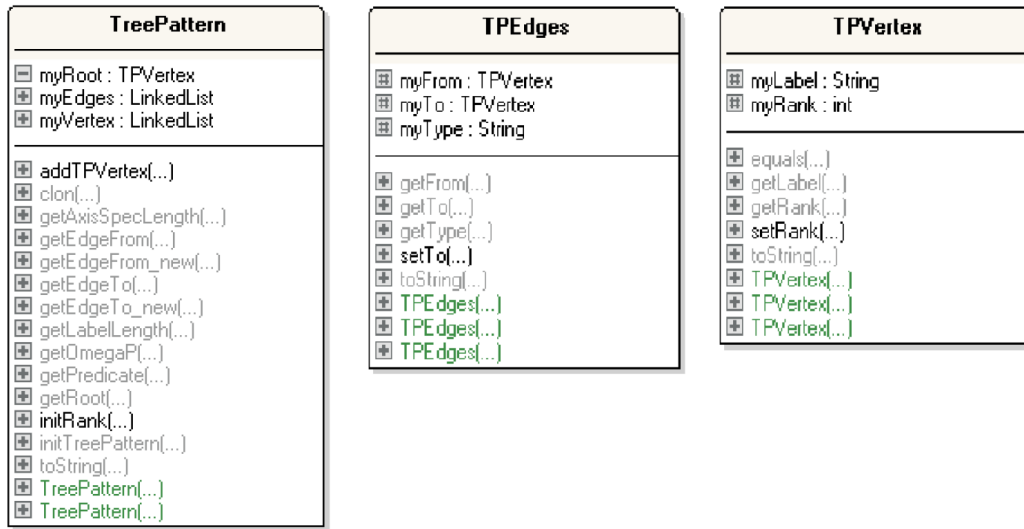 TreePattern
myRoot : TPVertex
myEdges : LinkedList
myVertex : LinkedList
addTPVertex(...)
clon(...)
getAxisSpecLength(...)
getEdgeFrom(...)
getEdgeFrom_new(...)
getEdgeTo(...)
getEdgeTo_new(...)
getLabelLength(...)
getOmegaP(...)
getPredicate(...)
getRoot(...)
initRank(...)
initTreePattern(...)
toString(...)
TreePattern(...)
TreePattern(...)
TPEdges
myFrom : TPVertex
myTo : TPVertex
myType : String
getFrom(...)
getTo(...)
getType(...)
setTo(...)
toString(...)
TPEdges(...)
TPEdges(...)
TPEdges(...)
TPVertex
myLabel : String
myRank : int
equals(...)
getLabel(...)
getRank(...)
setRank(...)
toString(...)
TPVertex(...)
TPVertex(...)
TPVertex(...)